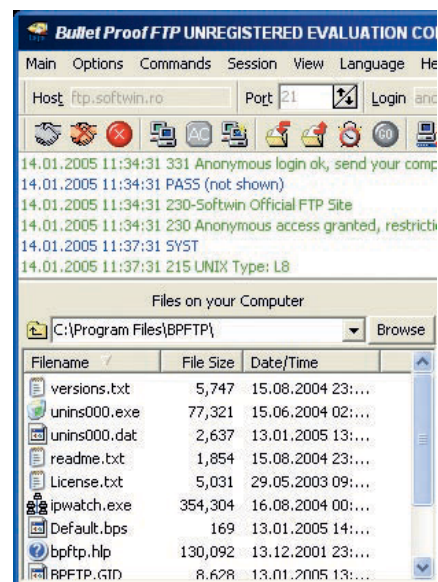 Bullet Proof FTP UNREGISTERED EVALUATION CO
Main Options Commands Session View Language He
Host ftp.softwin.ro Port 21 Login ano
AC GO
14.01.2005 11:34:31 331 Anonymous login ok, send your comp
14.01.2005 11:34:31 PASS (not shown)
14.01.2005 11:34:31 230-Softwin Official FTP Site
14.01.2005 11:34:31 230 Anonymous access granted, restricti
14.01.2005 11:37:31 SYST
14.01.2005 11:37:31 215 UNIX Type: L8
Files on your Computer
C:\Program Files\BPFTP\ Browse
Filename File Size Date/Time
versions.txt 5,747 15.08.2004 23:...
unins000.exe 77,321 15.06.2004 02:...
unins000.dat 2,637 13.01.2005 13:...
readme.txt 1,854 15.08.2004 23:...
License.txt 5,031 29.05.2003 09:...
ipwatch.exe 354,304 16.08.2004 00:...
Default.bps 169 13.01.2005 14:...
bpftp.hlp 130,092 13.12.2001 23:...
BPFTP.GID 8,628 13.01.2005 13:...